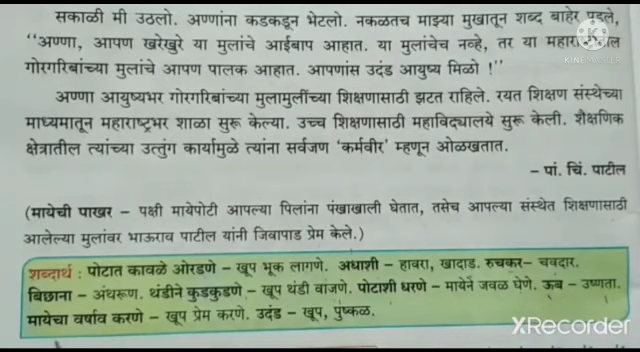 सकाळी मी उठलो. अण्णांना कडकडून भेटलो. नकळतच माझ्या मुखातून शब्द बाहेर पडले,
“अण्णा, आपण खरेखुरे या मुलांचे आईबाप आहात. या मुलांचेच नव्हे, तर या
गोरगरिबांच्या मुलांचे आपण पालक आहात. आपणांस उदंड आयुष्य मिळो !”
अण्णा आयुष्यभर गोरगरिबांच्या मुलामुलींच्या शिक्षणासाठी झटत राहिले. रयत शिक्षण संस्थेच्या
माध्यमातून महाराष्ट्रभर शाळा सुरू केल्या. उच्च शिक्षणासाठी महाविद्यालये सुरू केली. शैक्षणिक
क्षेत्रातील त्यांच्या उत्तुंग कार्यामुळे त्यांना सर्वजण ‘कर्मवीर’ म्हणून ओळखतात.
– पां. चिं. पाटील
(मायेची पाखर – पक्षी मायेपोटी आपल्या पिलांना पंखाखाली घेतात, तसेच आपल्या संस्थेत शिक्षणासाठी
आलेल्या मुलांवर भाऊराव पाटील यांनी जिवापाड प्रेम केले.)
शब्दार्थ : पोटात कावळे ओरडणे – खूप भूक लागणे. अधाशी – हावरा, खादाड. रुचकर – चवदार.
बिछाना – अंथरूण. थंडीने कुडकुडणे – खूप थंडी वाजणे. पोटाशी धरणे – मायेने जवळ घेणे. ऊब – उष्णता.
मायेचा वर्षाव करणे – खूप प्रेम करणे. उदंड – खूप, पुष्कळ.
KINEMASTER
XRecorder